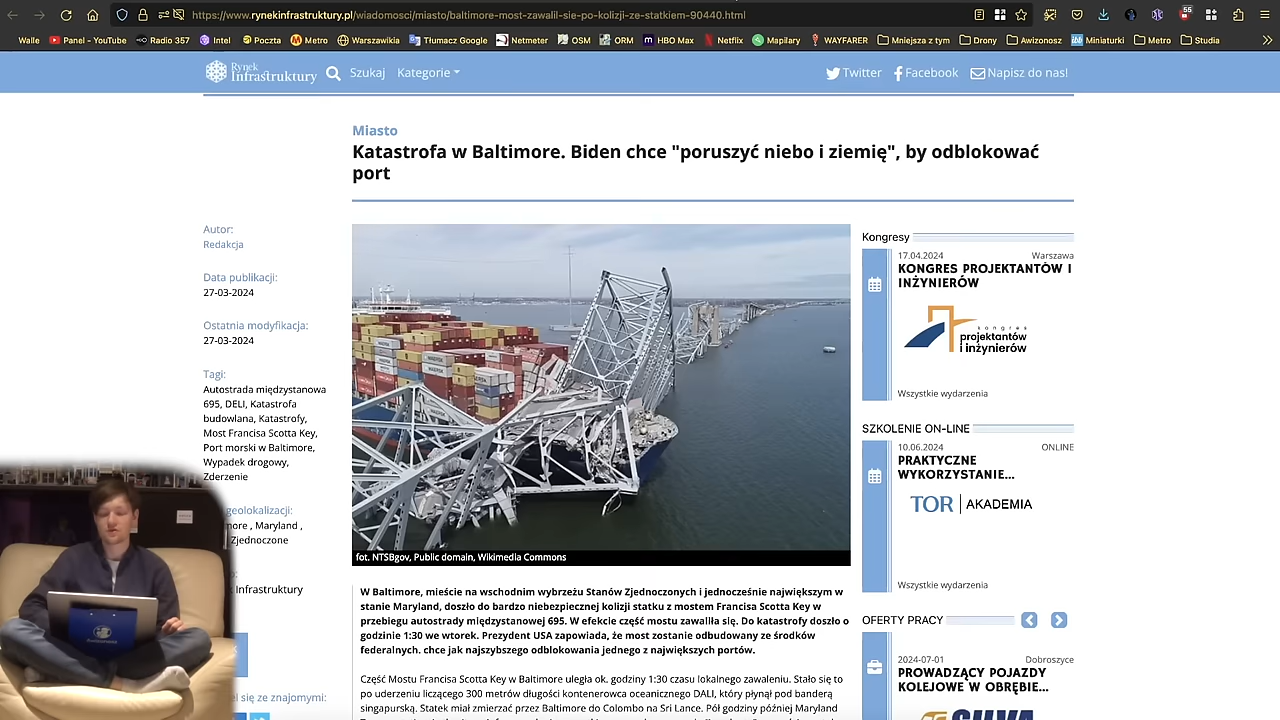 https://www.rynekinfrastruktury.pl/wiadomosci/miasto/baltimore-most-zawalil-sie-po-kolizji-ze-statkiem-90440.html
55
Walle Panel - YouTube Radio 357 Intel Poczta Metro Warszawikia Tłumacz Google Netmeter OSM ORM HBO Max Netflix Mapilary WAYFARER Mniejsza z tym Drony Awizonosz Miniaturki Metro Studia
Rynek
Infrastruktury
Szukaj Kategorie
Twitter Facebook Napisz do nas!
Miasto
Katastrofa w Baltimore. Biden chce "poruszyć niebo i ziemię", by odblokować
port
Autor:
Redakcja
Data publikacji:
27-03-2024
Ostatnia modyfikacja:
27-03-2024
Tagi:
Autostrada międzystanowa
695, DELI, Katastrofa
budowlana, Katastrofy,
Most Francisa Scotta Key,
Port morski w Baltimore,
Wypadek drogowy,
Zderzenie
geolokalizacji:
more , Maryland ,
Zjednoczone
Infrastruktury
się ze znajomymi:
fot. NTSBgov, Public domain, Wikimedia Commons
W Baltimore, mieście na wschodnim wybrzeżu Stanów Zjednoczonych i jednocześnie największym w
stanie Maryland, doszło do bardzo niebezpiecznej kolizji statku z mostem Francisa Scotta Key w
przebiegu autostrady międzystanowej 695. W efekcie część mostu zawaliła się. Do katastrofy doszło o
godzinie 1:30 we wtorek. Prezydent USA zapowiada, że most zostanie odbudowany ze środków
federalnych. chce jak najszybszego odblokowania jednego z największych portów.
Część Mostu Francisa Scotta Key w Baltimore uległa ok. godziny 1:30 czasu lokalnego zawaleniu. Stało się to
po uderzeniu liczącego 300 metrów długości kontenerowca oceanicznego DALI, który płynął pod banderą
singapurską. Statek miał zmierzać przez Baltimore do Colombo na Sri Lance. Pół godziny później Maryland
Kongresy
17.04.2024 Warszawa
KONGRES PROJEKTANTÓW I
INŻYNIERÓW
kongres
projektantów
i inżynierów
Wszystkie wydarzenia
SZKOLENIE ON-LINE
10.06.2024 ONLINE
PRAKTYCZNE
WYKORZYSTANIE...
TOR AKADEMIA
Wszystkie wydarzenia
OFERTY PRACY
2024-07-01 Dobroszyce
PROWADZĄCY POJAZDY
KOLEJOWE W OBRĘBIE...